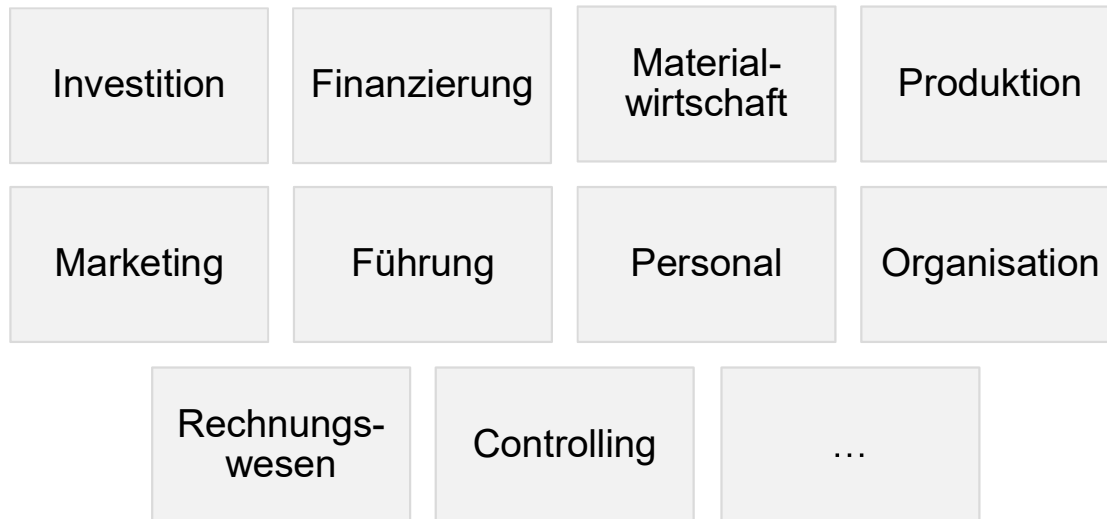 Investition
Finanzierung
Material-
wirtschaft
Produktion
Marketing
Führung
Personal
Organisation
Rechnungs-
wesen
Controlling
…